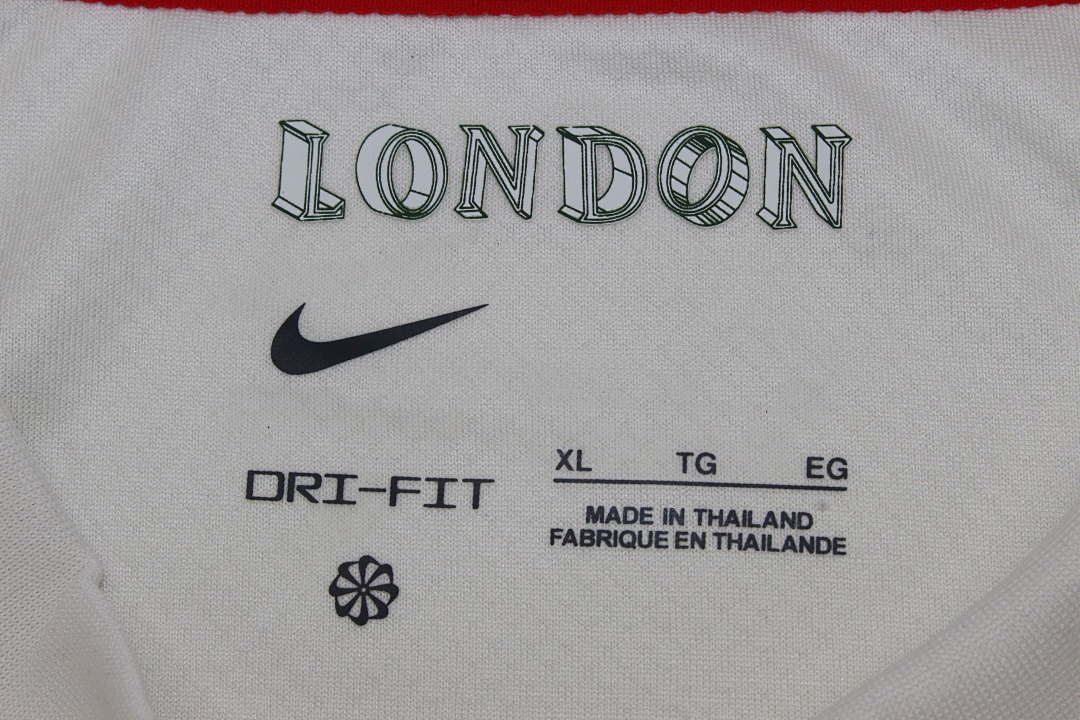 LONDON
DRI-FIT
XL TG EG
MADE IN THAILAND
FABRIQUE EN THAILANDE